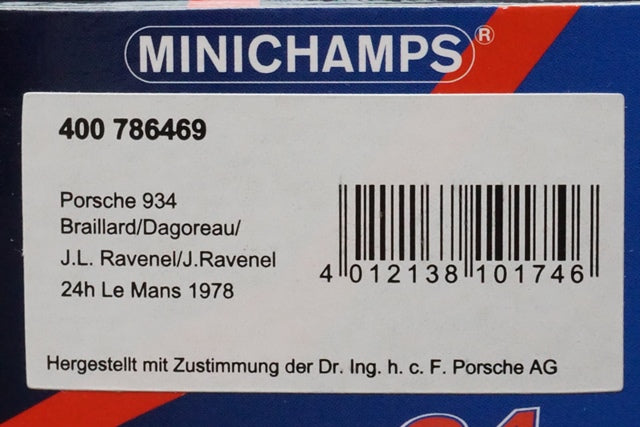 MINICHAMPS®
400 786469
Porsche 934
Braillard/Dagoreau/
J.L. Ravenel/J.Ravenel
24h Le Mans 1978
4 012138 101746
Hergestellt mit Zustimmung der Dr. Ing. h. c. F. Porsche AG